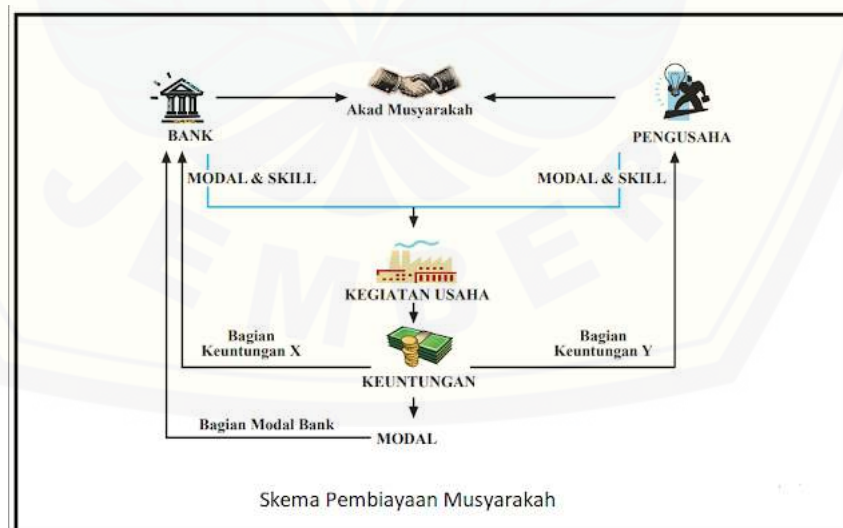 Akad Musyarakah
BANK
PENGUSAHA
MODAL & SKILL
MODAL & SKILL
KEGIATAN USAHA
Bagian
Keuntungan X
Bagian
Keuntungan Y
KEUNTUNGAN
Bagian Modal Bank
MODAL
Skema Pembiayaan Musyarakah
JEMBER